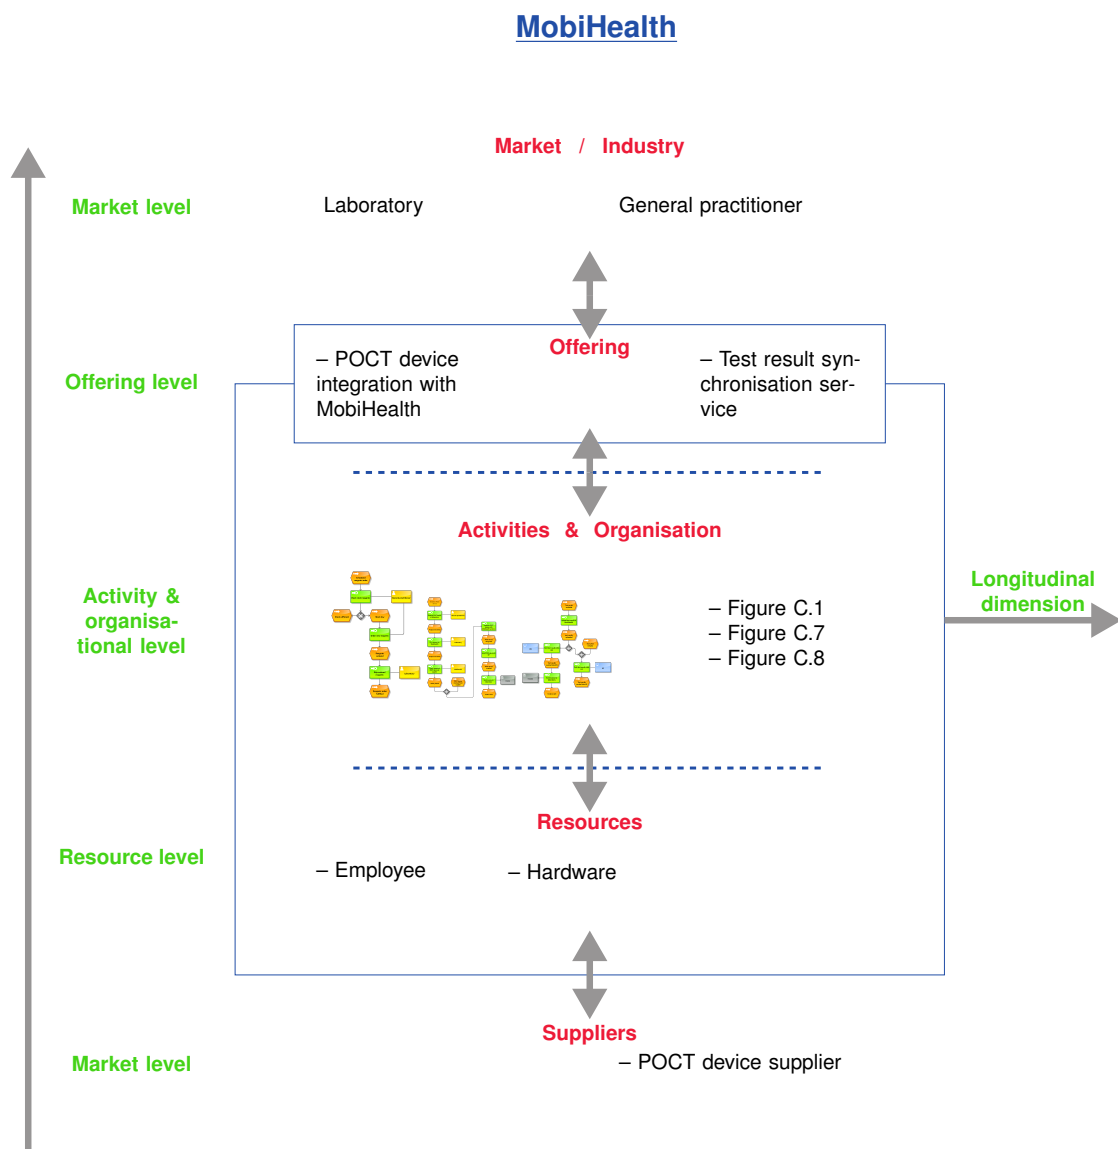 MobiHealth
Market / Industry
Market level
Laboratory
General practitioner
Offering
Offering level
– POCT device
integration with
MobiHealth
– Test result syn-
chronisation ser-
vice
Activities & Organisation
Activity &
organisa-
tional level
– Figure C.1
– Figure C.7
– Figure C.8
Longitudinal
dimension
Resources
Resource level
– Employee
– Hardware
Suppliers
Market level
– POCT device supplier